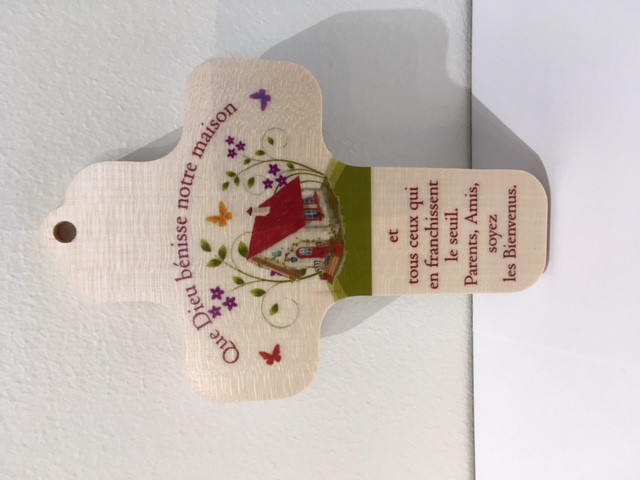 Que Dieu bénisse notre maison
et
tous ceux qui
en franchissent
le seuil.
Parents, Amis,
soyez
les Bienvenus.